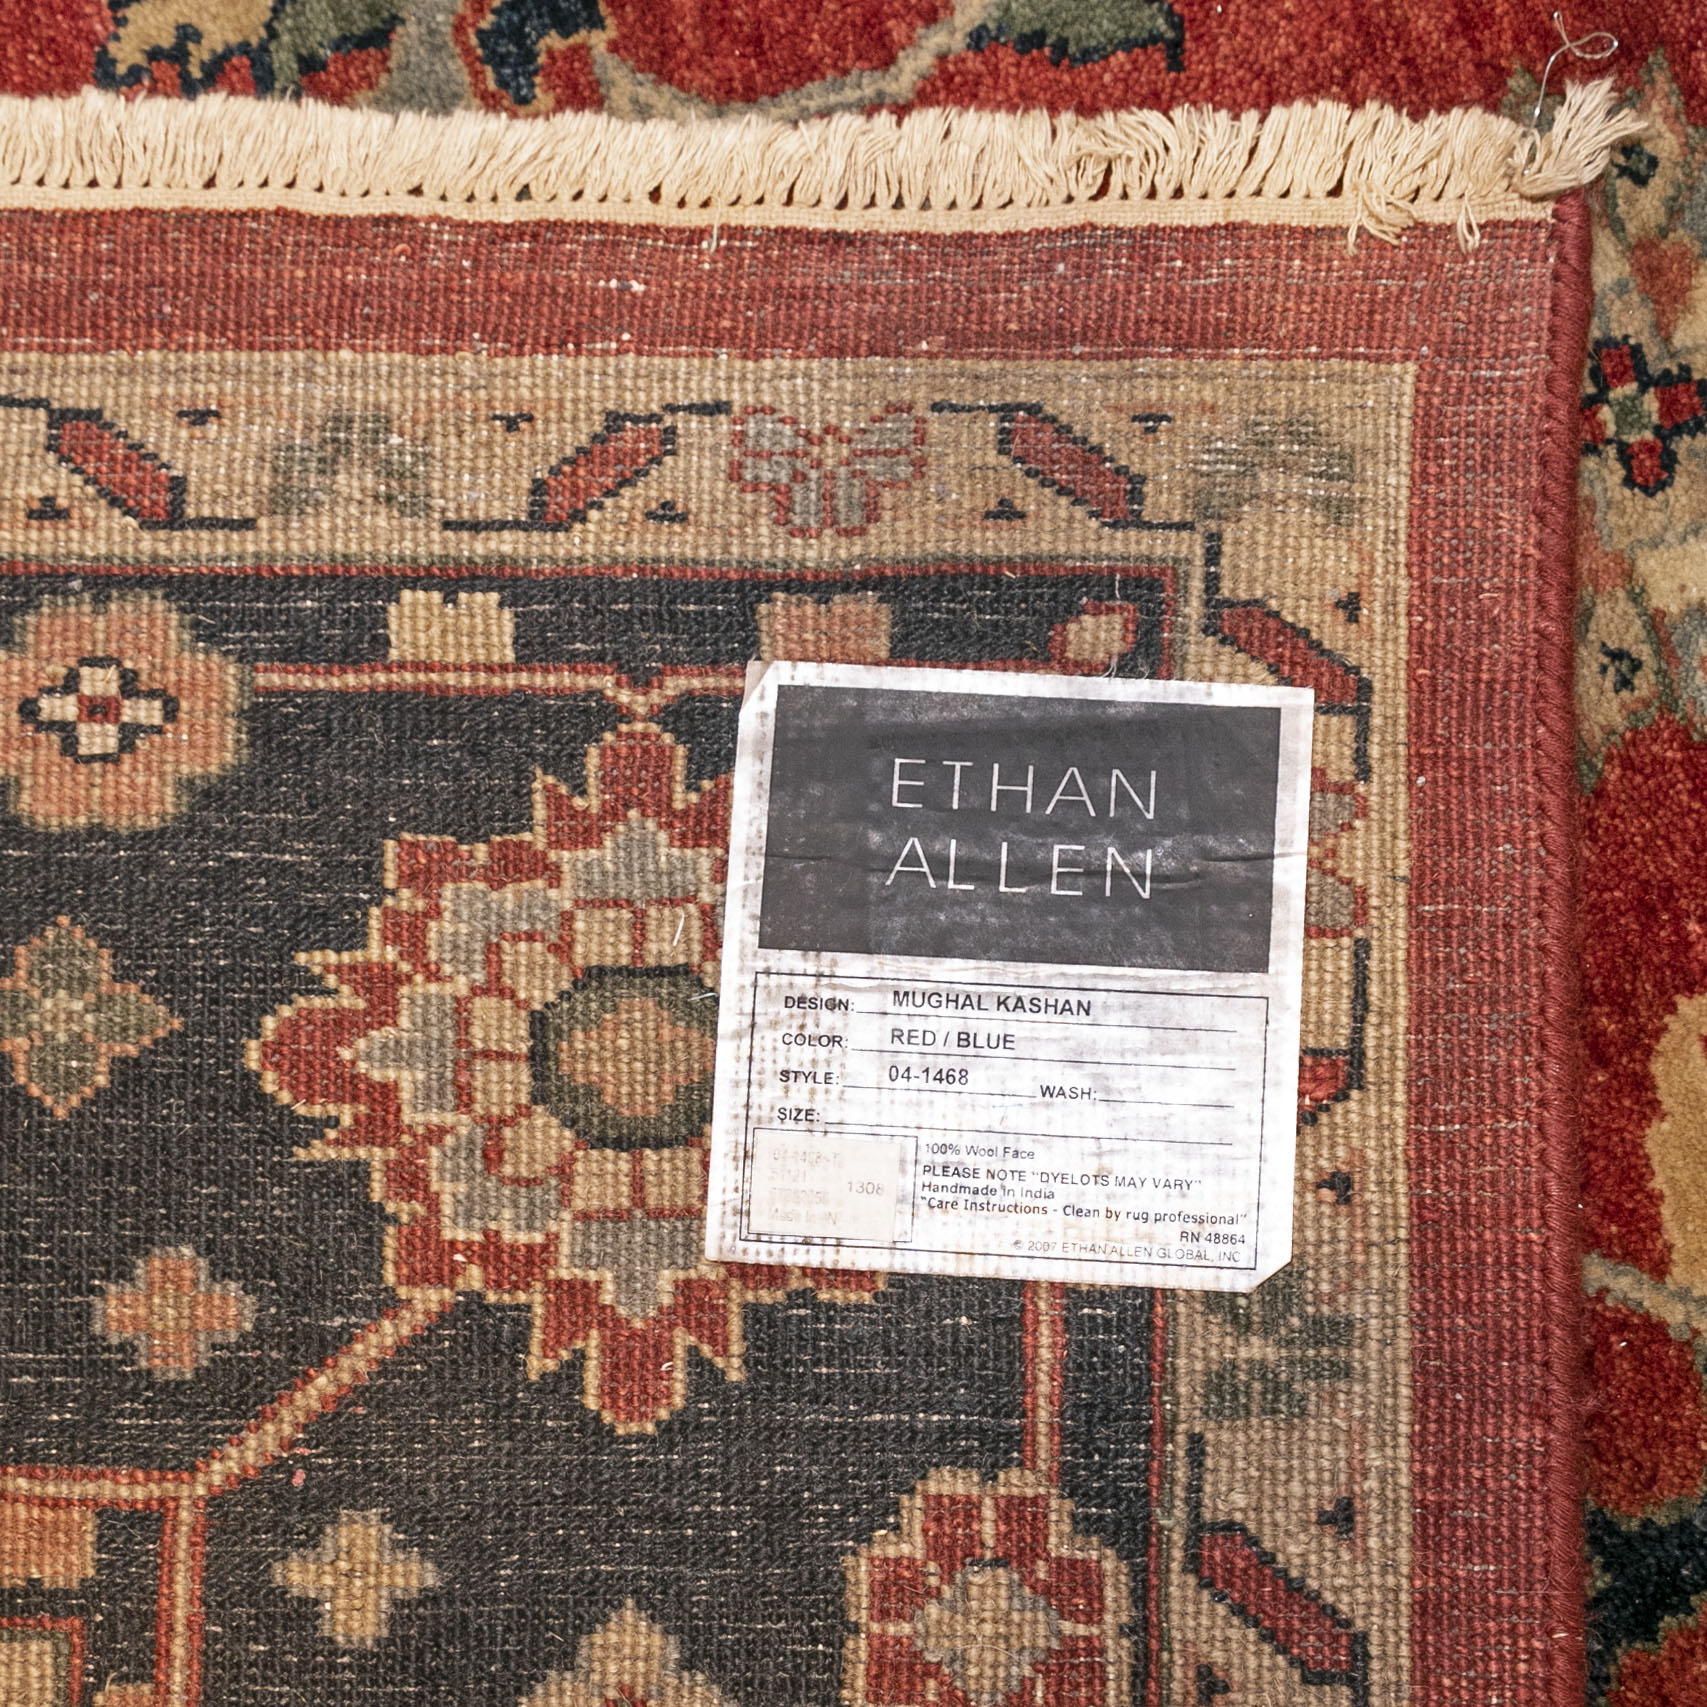 ETHAN
ALLEN
DESIGN: MUGHAL KASHAN
COLOR: RED / BLUE
STYLE: 04-1468 WASH:
SIZE:
1308
100% Wool Face
PLEASE NOTE "DYELOTS MAY VARY"
Handmade in India
"Care Instructions - Clean by rug professional"
RN 48864
© 2007 ETHAN ALLEN GLOBAL, INC